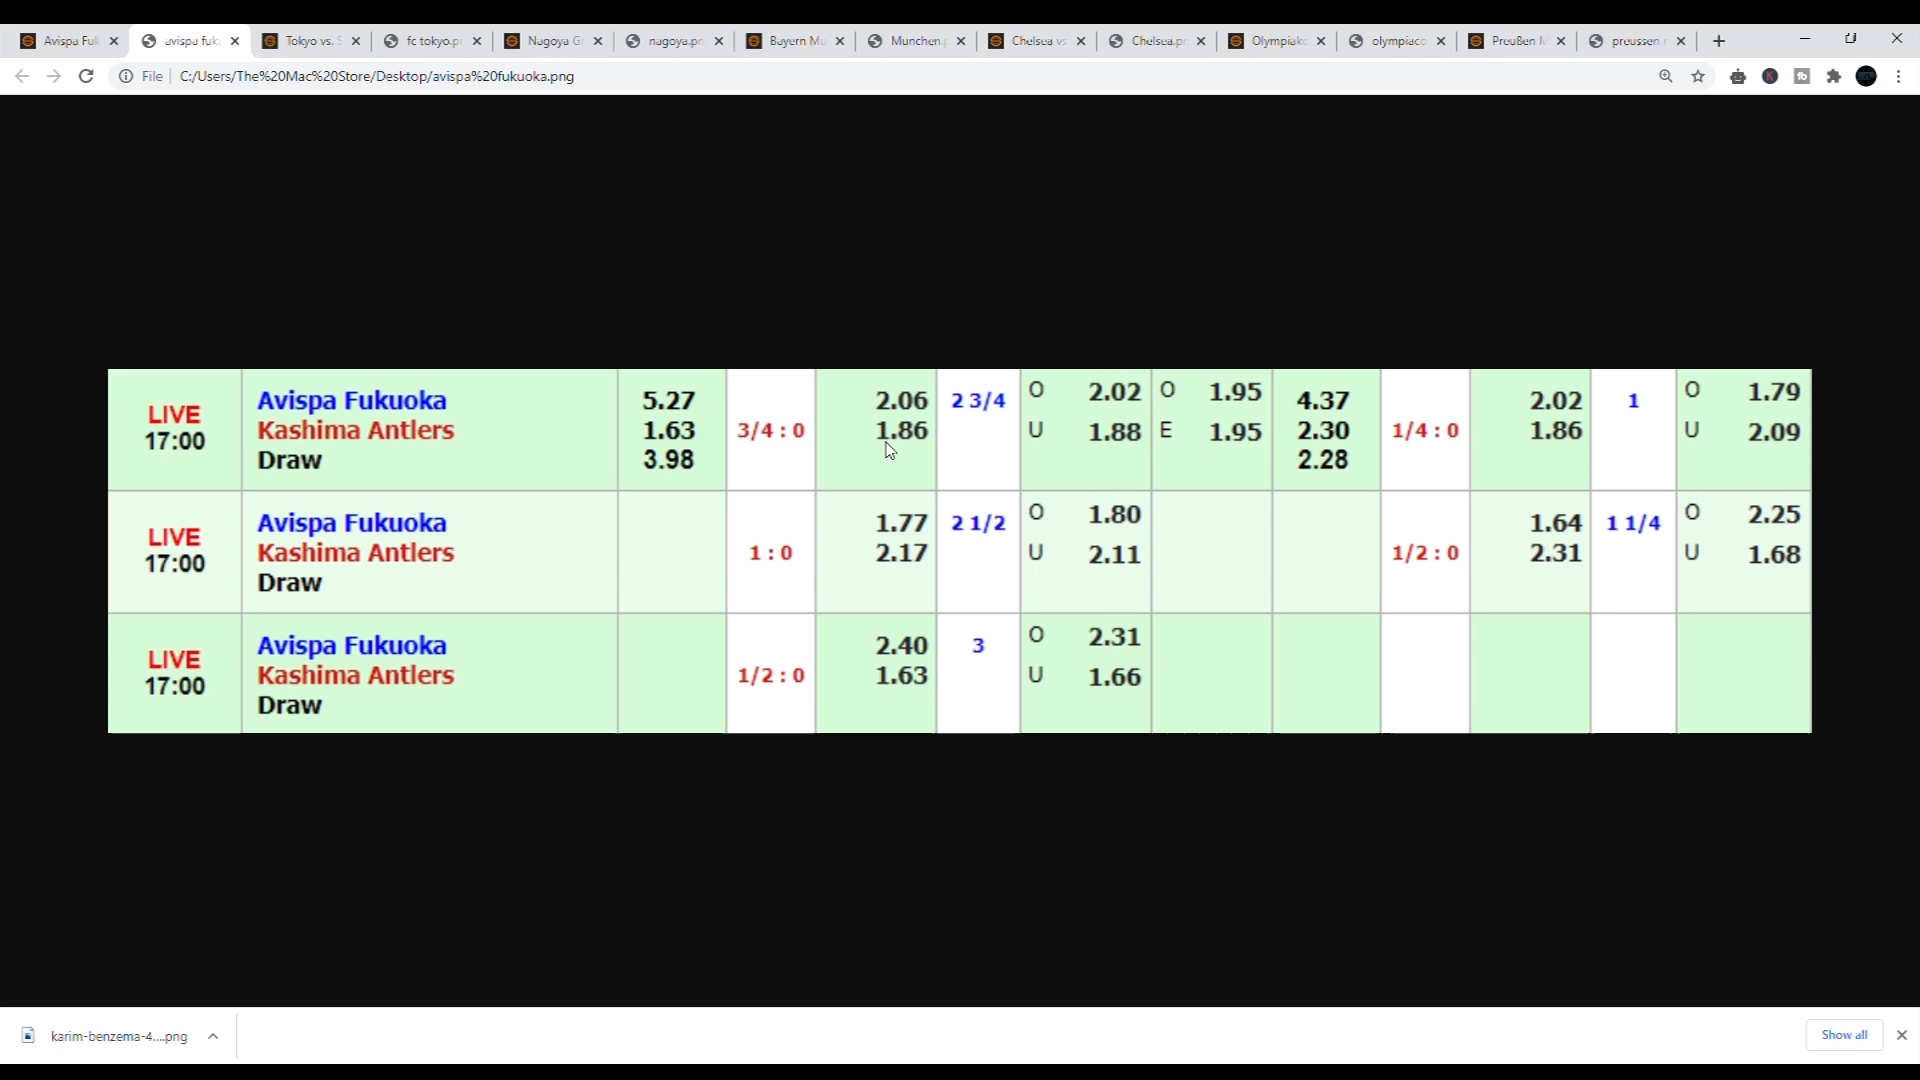 Avispa Fuk
avispa fuk
Tokyo vs. S
fc tokyo.p
Nagoya G
nagoya.pn
Bayern Mu
Munchen.
Chelsea vs
Chelsea.pn
Olympiak
olympiaco
Preußen M
preussen
File C:/Users/The%20Mac%20Store/Desktop/avispa%20fukuoka.png
LIVE
17:00
Avispa Fukuoka
Kashima Antlers
Draw
5.27
1.63
3.98
3/4 : 0
2.06
1.86
2 3/4
O 2.02
U 1.88
O 1.95
E 1.95
4.37
2.30
2.28
1/4 : 0
2.02
1.86
1
O 1.79
U 2.09
LIVE
17:00
Avispa Fukuoka
Kashima Antlers
Draw
1 : 0
1.77
2.17
2 1/2
O 1.80
U 2.11
1/2 : 0
1.64
2.31
1 1/4
O 2.25
U 1.68
LIVE
17:00
Avispa Fukuoka
Kashima Antlers
Draw
1/2 : 0
2.40
1.63
3
O 2.31
U 1.66
karim-benzema-4....png
Show all